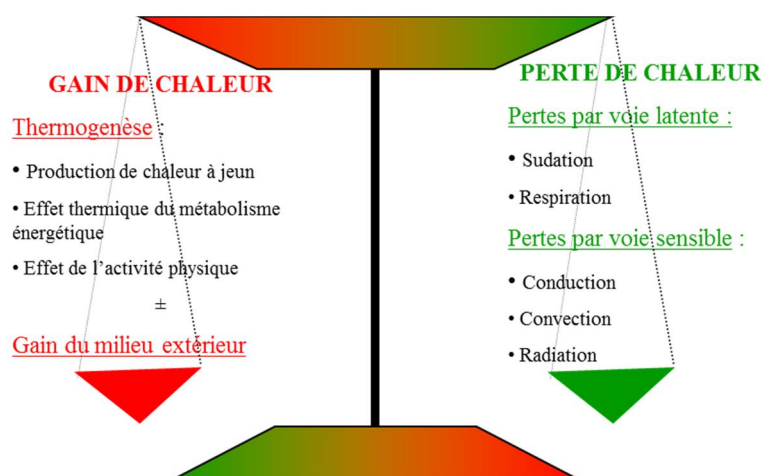 GAIN DE CHALEUR
Thermogenèse :
• Production de chaleur à jeun
• Effet thermique du métabolisme
énergétique
• Effet de l’activité physique
±
Gain du milieu extérieur
PERTE DE CHALEUR
Pertes par voie latente :
• Sudation
• Respiration
Pertes par voie sensible :
• Conduction
• Convection
• Radiation